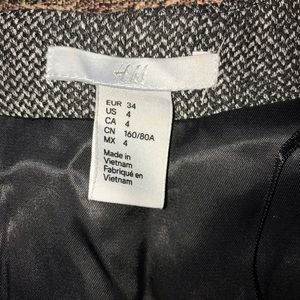 H&M
EUR 34
US 4
CA 4
CN 160/80A
MX 4
Made in
Vietnam
Fabriqué en
Vietnam